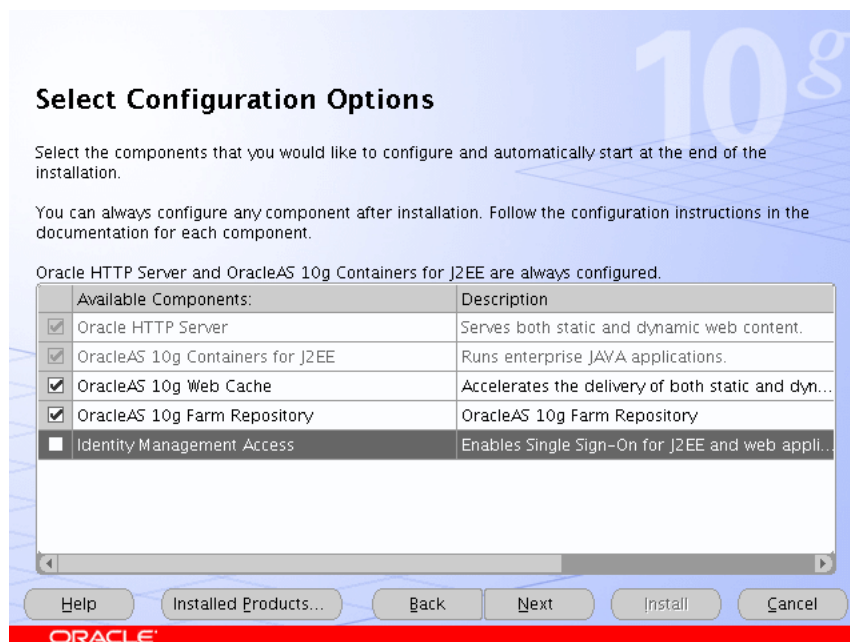 10g
Select Configuration Options
Select the components that you would like to configure and automatically start at the end of the
installation.
You can always configure any component after installation. Follow the configuration instructions in the
documentation for each component.
Oracle HTTP Server and OracleAS 10g Containers for J2EE are always configured.
Available Components: Description
Oracle HTTP Server Serves both static and dynamic web content.
OracleAS 10g Containers for J2EE Runs enterprise JAVA applications.
OracleAS 10g Web Cache Accelerates the delivery of both static and dyn...
OracleAS 10g Farm Repository OracleAS 10g Farm Repository
Identity Management Access Enables Single Sign-On for J2EE and web appli...
Help Installed Products... Back Next Install Cancel
ORACLE